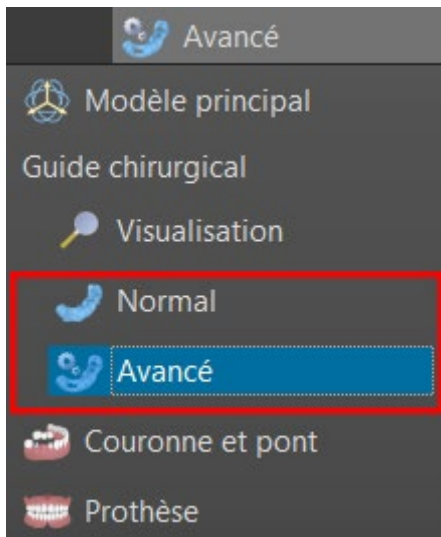 Avancé
Modèle principal
Guide chirurgical
Visualisation
Normal
Avancé
Couronne et pont
Prothèse